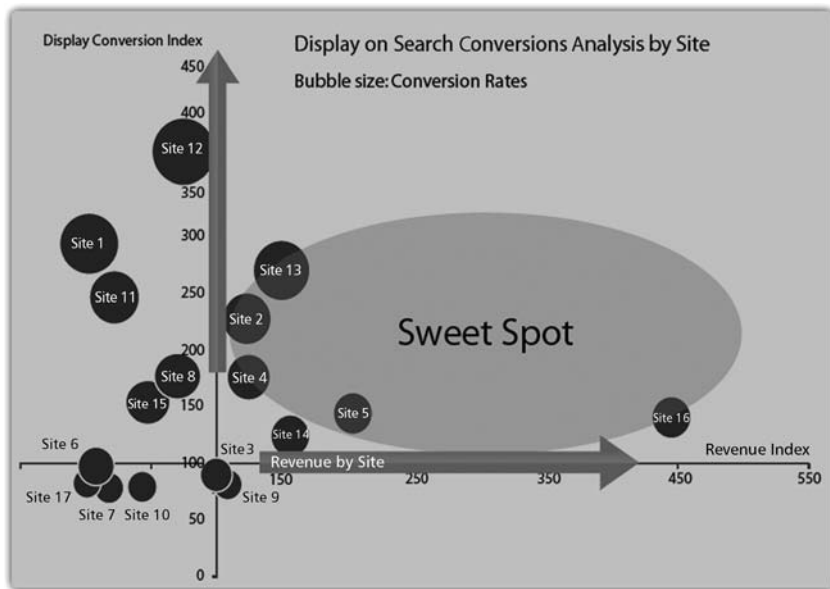 Display Conversion Index
Display on Search Conversions Analysis by Site
Bubble size: Conversion Rates
450
400
350
300
250
200
150
100
50
0
Site 12
Site 1
Site 13
Site 11
Site 2
Sweet Spot
Site 8
Site 4
Site 15
Site 5
Site 16
Site 14
Site 6
Site 3
Revenue by Site
Revenue Index
Site 17
Site 7
Site 10
Site 9
150
250
350
450
550